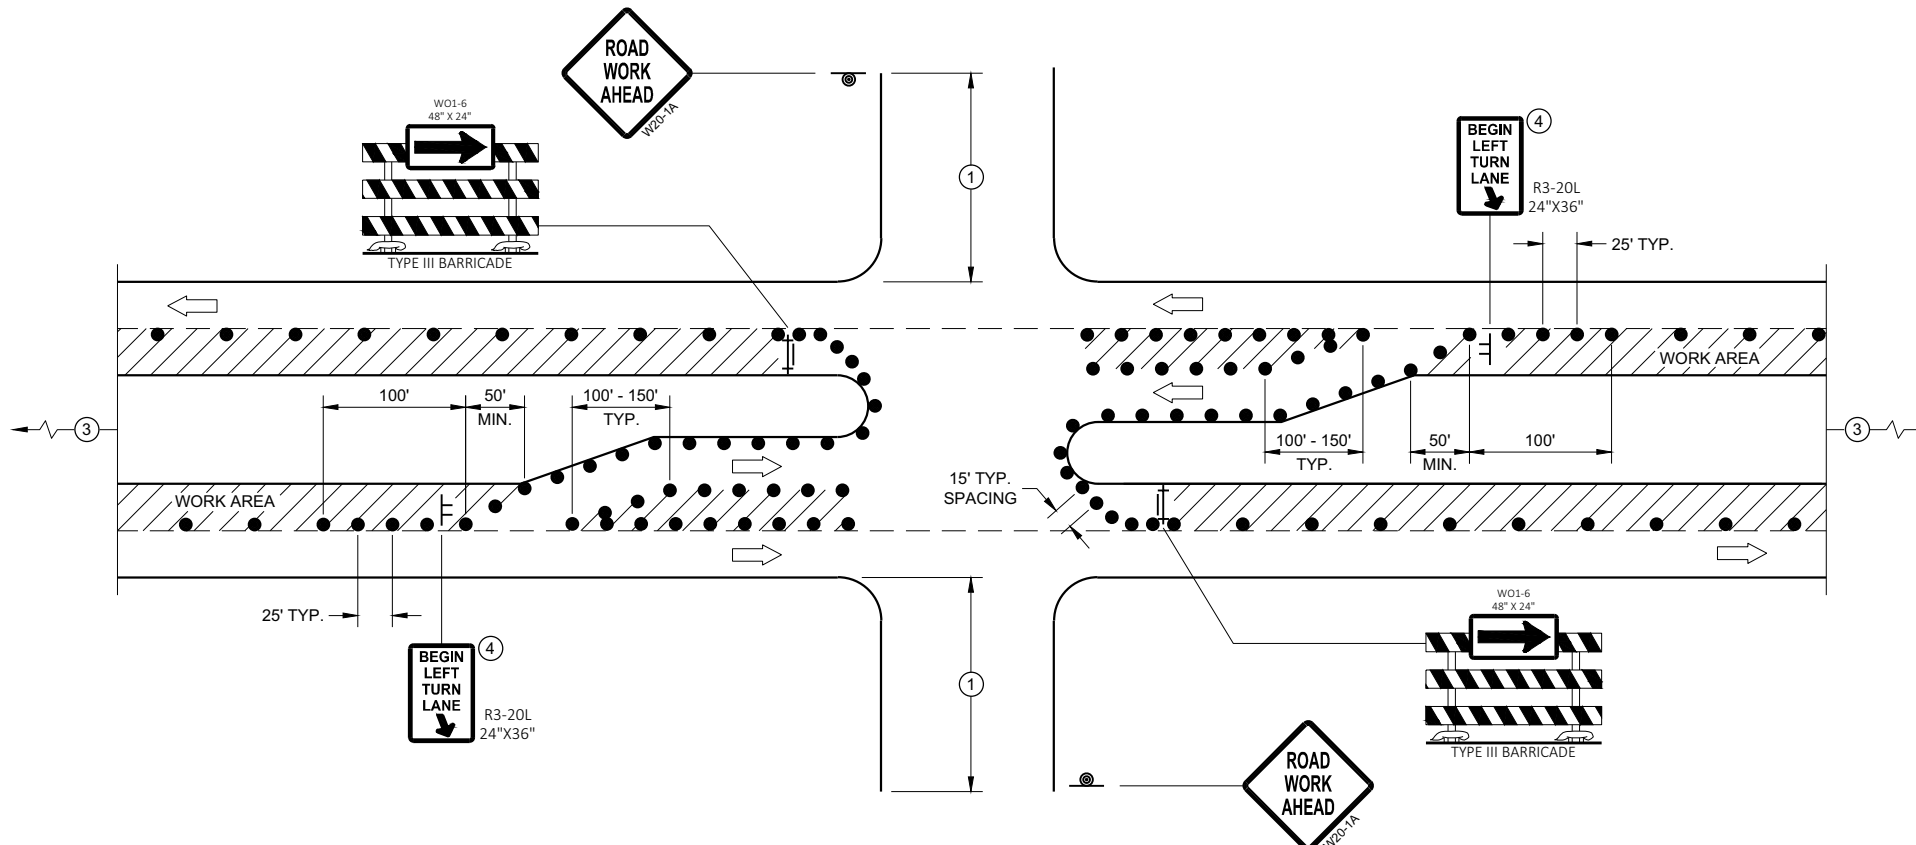 ROAD
WORK
AHEAD
W20-1A
WO1-6
48" X 24"
TYPE III BARRICADE
1
BEGIN
LEFT
TURN
LANE
4
R3-20L
24"X36"
25' TYP.
WORK AREA
100'
50'
MIN.
100' - 150'
TYP.
3
100' - 150'
TYP.
50'
MIN.
100'
3
WORK AREA
15' TYP.
SPACING
25' TYP.
BEGIN
LEFT
TURN
LANE
4
R3-20L
24"X36"
1
WO1-6
48" X 24"
TYPE III BARRICADE
ROAD
WORK
AHEAD
W20-1A